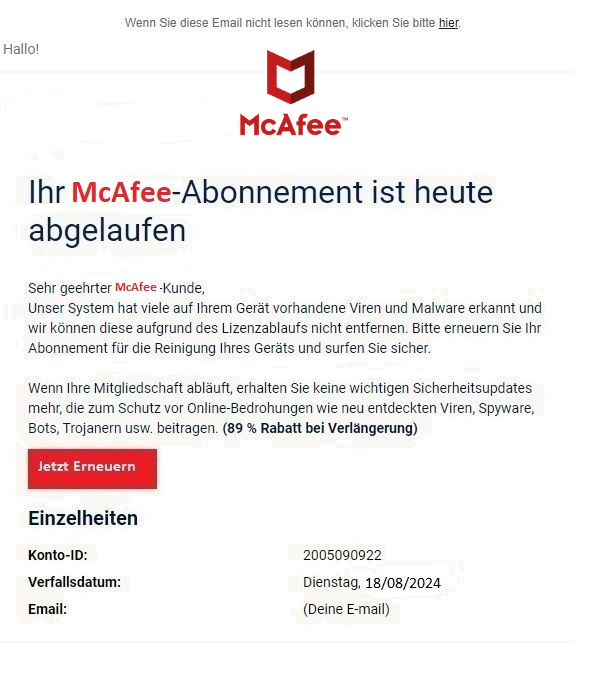 Wenn Sie diese Email nicht lesen können, klicken Sie bitte hier.
Hallo!
McAfee™
Ihr McAfee-Abonnement ist heute
abgelaufen
Sehr geehrter McAfee -Kunde,
Unser System hat viele auf Ihrem Gerät vorhandene Viren und Malware erkannt und
wir können diese aufgrund des Lizenzablaufs nicht entfernen. Bitte erneuern Sie Ihr
Abonnement für die Reinigung Ihres Geräts und surfen Sie sicher.
Wenn Ihre Mitgliedschaft abläuft, erhalten Sie keine wichtigen Sicherheitsupdates
mehr, die zum Schutz vor Online-Bedrohungen wie neu entdeckten Viren, Spyware,
Bots, Trojanern usw. beitragen. (89 % Rabatt bei Verlängerung)
Jetzt Erneuern
Einzelheiten
Konto-ID: 2005090922
Verfallsdatum: Dienstag, 18/08/2024
Email: (Deine E-mail)